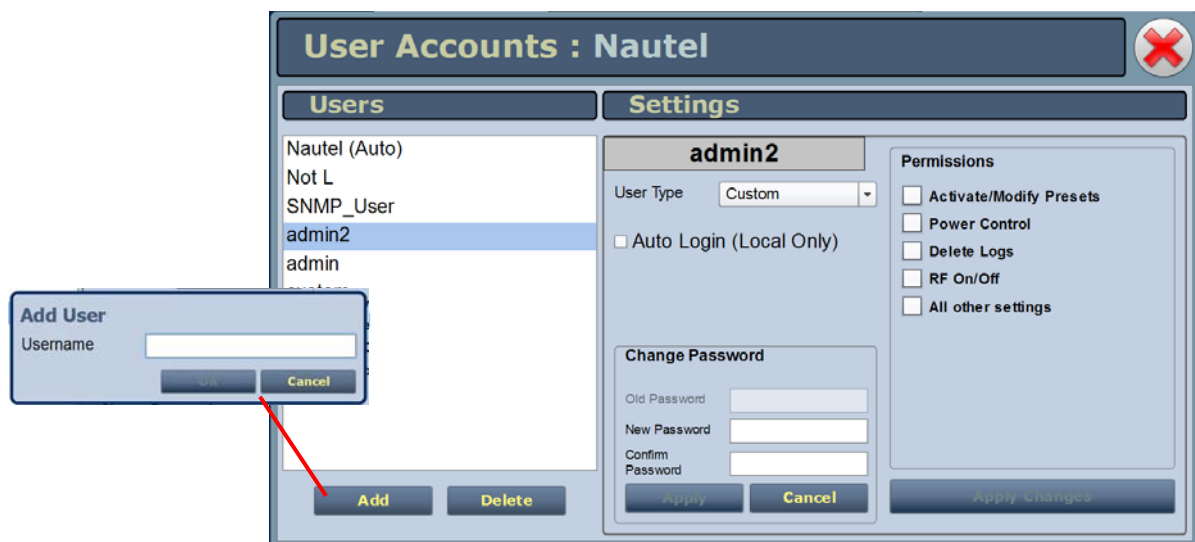 User Accounts : Nautel
Users
Nautel (Auto)
Not L
SNMP_User
admin2
admin
Add User
Username
OK
Cancel
Add
Delete
Settings
admin2
User Type
Custom
Auto Login (Local Only)
Change Password
Old Password
New Password
Confirm
Password
Apply
Cancel
Permissions
Activate/Modify Presets
Power Control
Delete Logs
RF On/Off
All other settings
Apply Changes